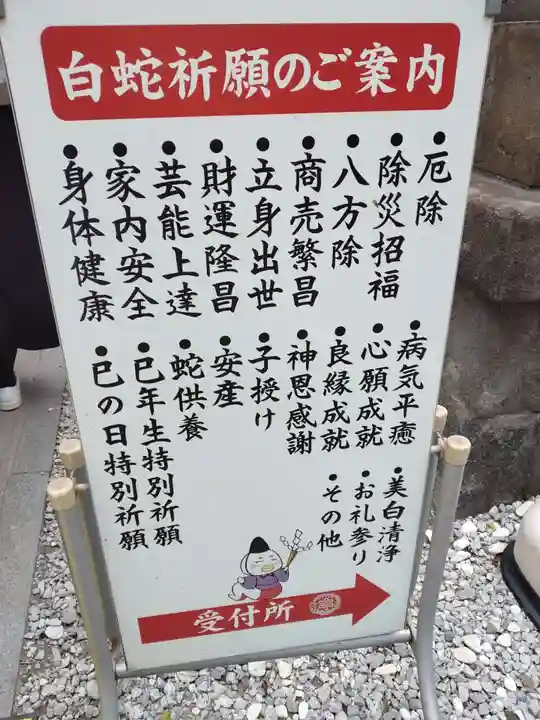 白蛇祈願のご案内
●厄除
●除災招福
●八方除
●商売繁昌
●立身出世
●財運隆昌
●芸能上達
●家内安全
●身体健康
●病気平癒
●心願成就
●良縁成就
●神恩感謝
●子授け
●安産
●蛇供養
●巳年生特別祈願
●巳の日特別祈願
●美白清浄
●お礼参り
●その他
受付所